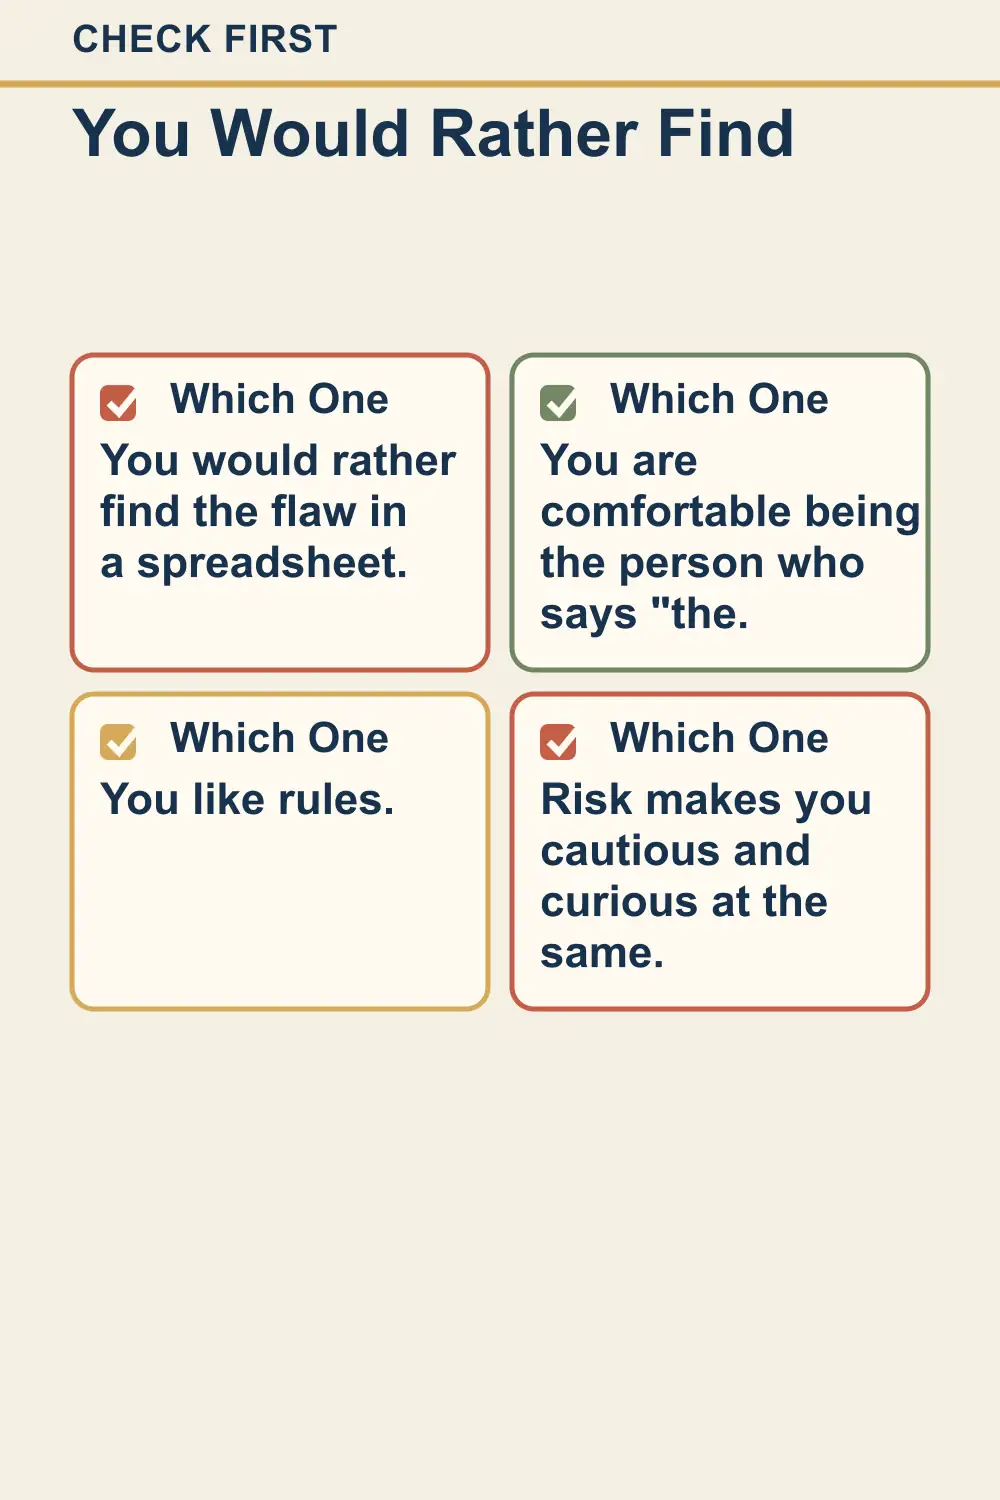 CHECK FIRST
You Would Rather Find
Which One
You would rather
find the flaw in
a spreadsheet.
Which One
You are
comfortable being
the person who
says "the.
Which One
You like rules.
Which One
Risk makes you
cautious and
curious at the
same.